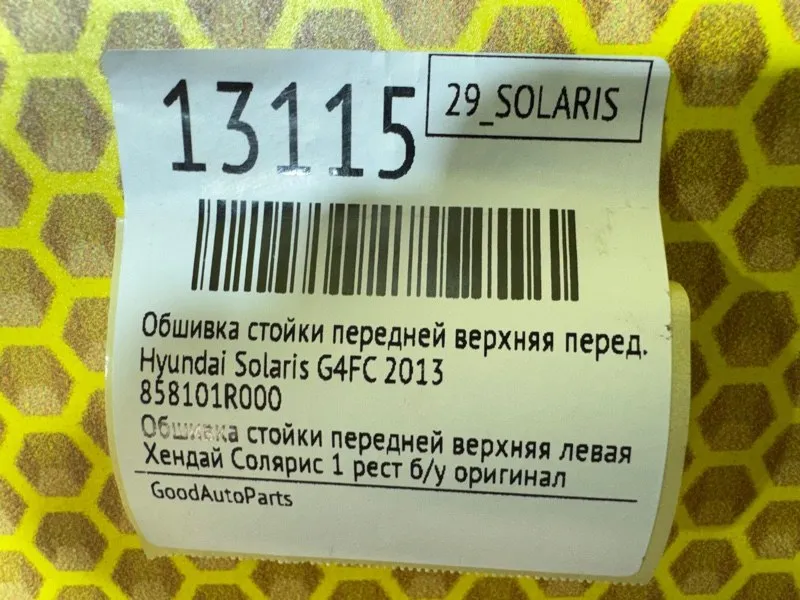 13115
29_SOLARIS
Обшивка стойки передней верхняя перед.
Hyundai Solaris G4FC 2013
858101R000
Обшивка стойки передней верхняя левая
Хендай Солярис 1 рест б/у оригинал
GoodAutoParts